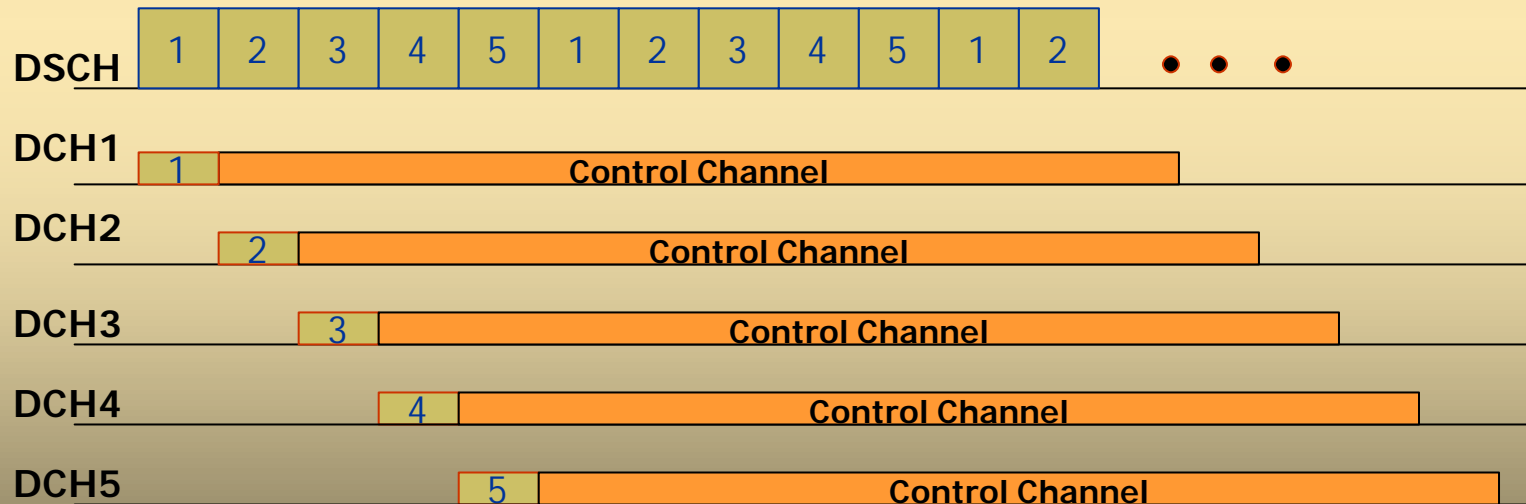 DSCH 1 2 3 4 5 1 2 3 4 5 1 2
DCH1 1 Control Channel
DCH2 2 Control Channel
DCH3 3 Control Channel
DCH4 4 Control Channel
DCH5 5 Control Channel